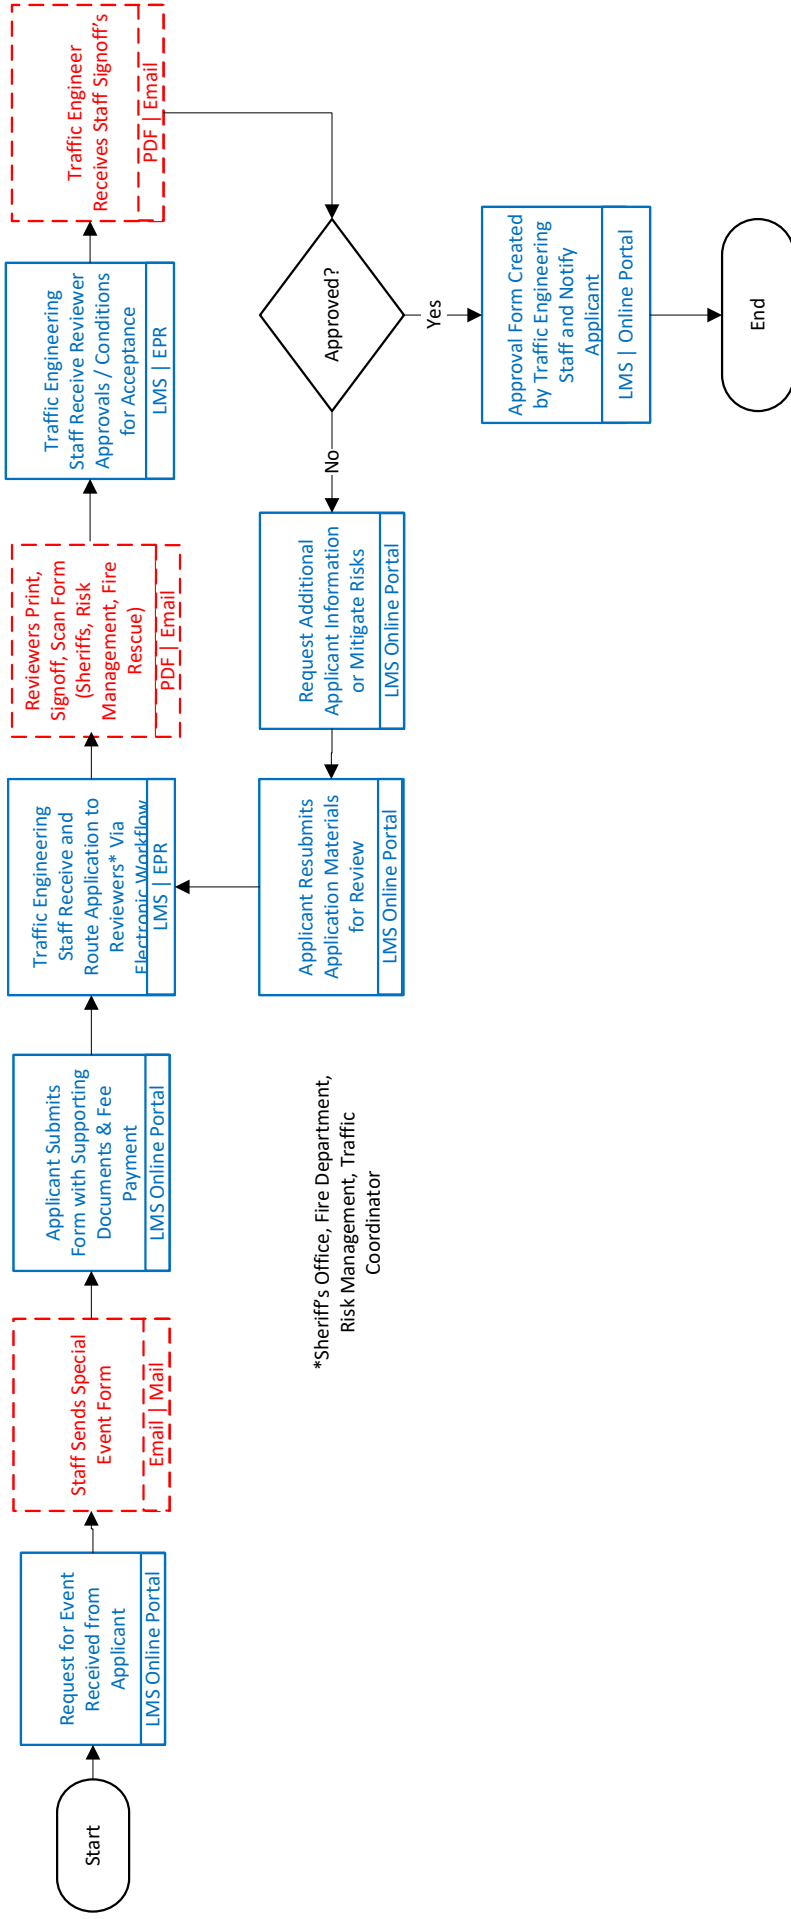 Start
Request for Event
Received from
Applicant
LMS Online Portal
Staff Sends Special
Event Form
Email | Mail
Applicant Submits
Form with Supporting
Documents & Fee
Payment
LMS Online Portal
Traffic Engineering
Staff Receive and
Route Application to
Reviewers* Via
Electronic Workflow
LMS | EPR
Reviewers Print,
Signoff, Scan Form
(Sheriffs, Risk
Management, Fire
Rescue)
PDF | Email
Traffic Engineering
Staff Receive Reviewer
Approvals / Conditions
for Acceptance
LMS | EPR
Traffic Engineer
Receives Staff Signoff's
PDF | Email
Approved?
No
Request Additional
Applicant Information
or Mitigate Risks
LMS Online Portal
Applicant Resubmits
Application Materials
for Review
LMS Online Portal
Yes
Approval Form Created
by Traffic Engineering
Staff and Notify
Applicant
LMS | Online Portal
End
*Sheriff's Office, Fire Department,
Risk Management, Traffic
Coordinator